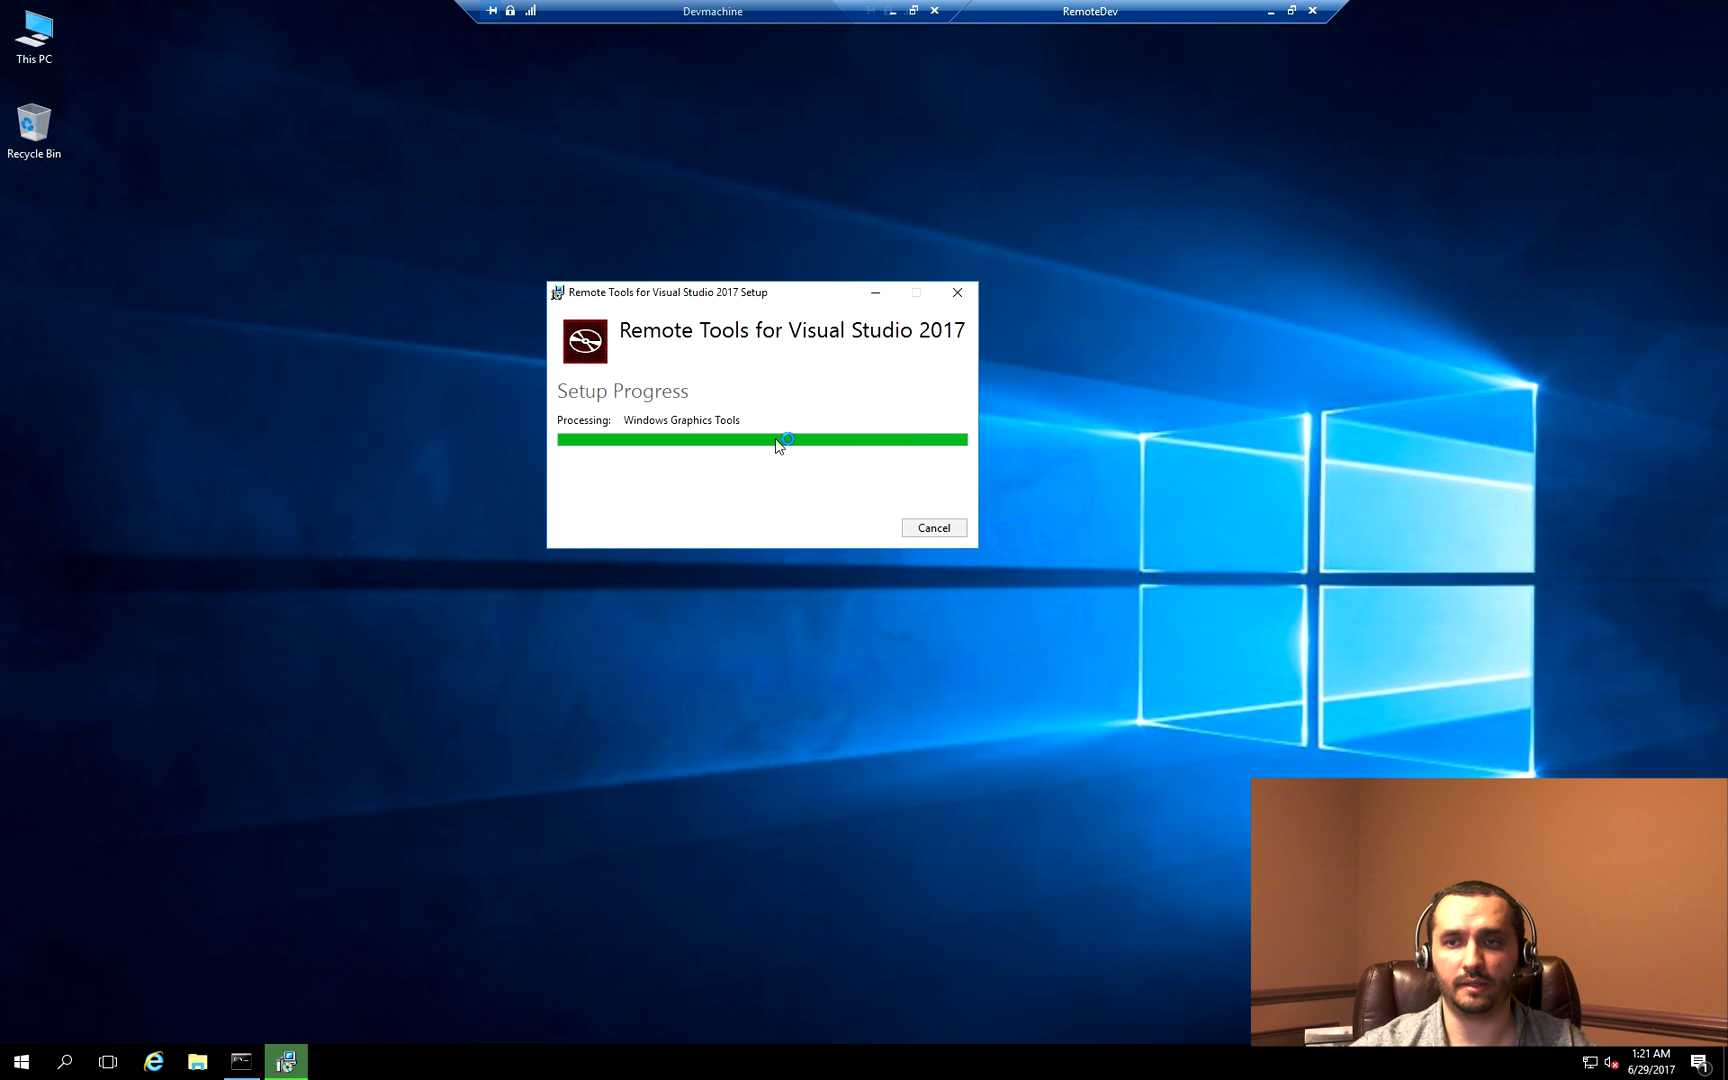 Devmachine
RemoteDev
This PC
Recycle Bin
Remote Tools for Visual Studio 2017 Setup
Remote Tools for Visual Studio 2017
Setup Progress
Processing: Windows Graphics Tools
Cancel
1:21 AM
6/29/2017
1